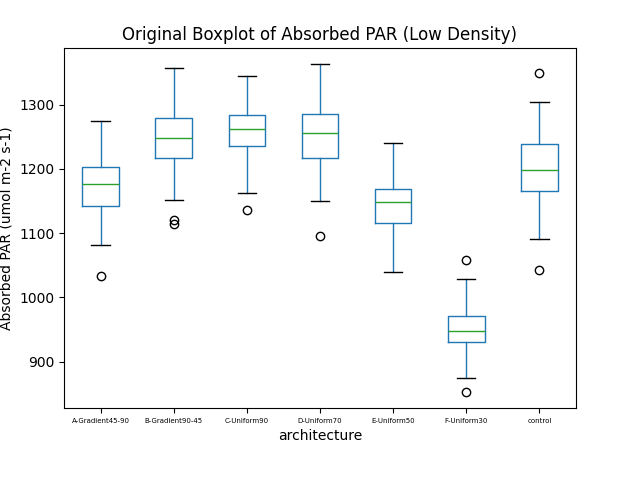 Original Boxplot of Absorbed PAR (Low Density)
Absorbed PAR (umol m-2 s-1)
1300
1200
1100
1000
900
A-Gradient45-90 B-Gradient90-45 C-Uniform90 D-Uniform70 E-Uniform50 F-Uniform30 control
architecture